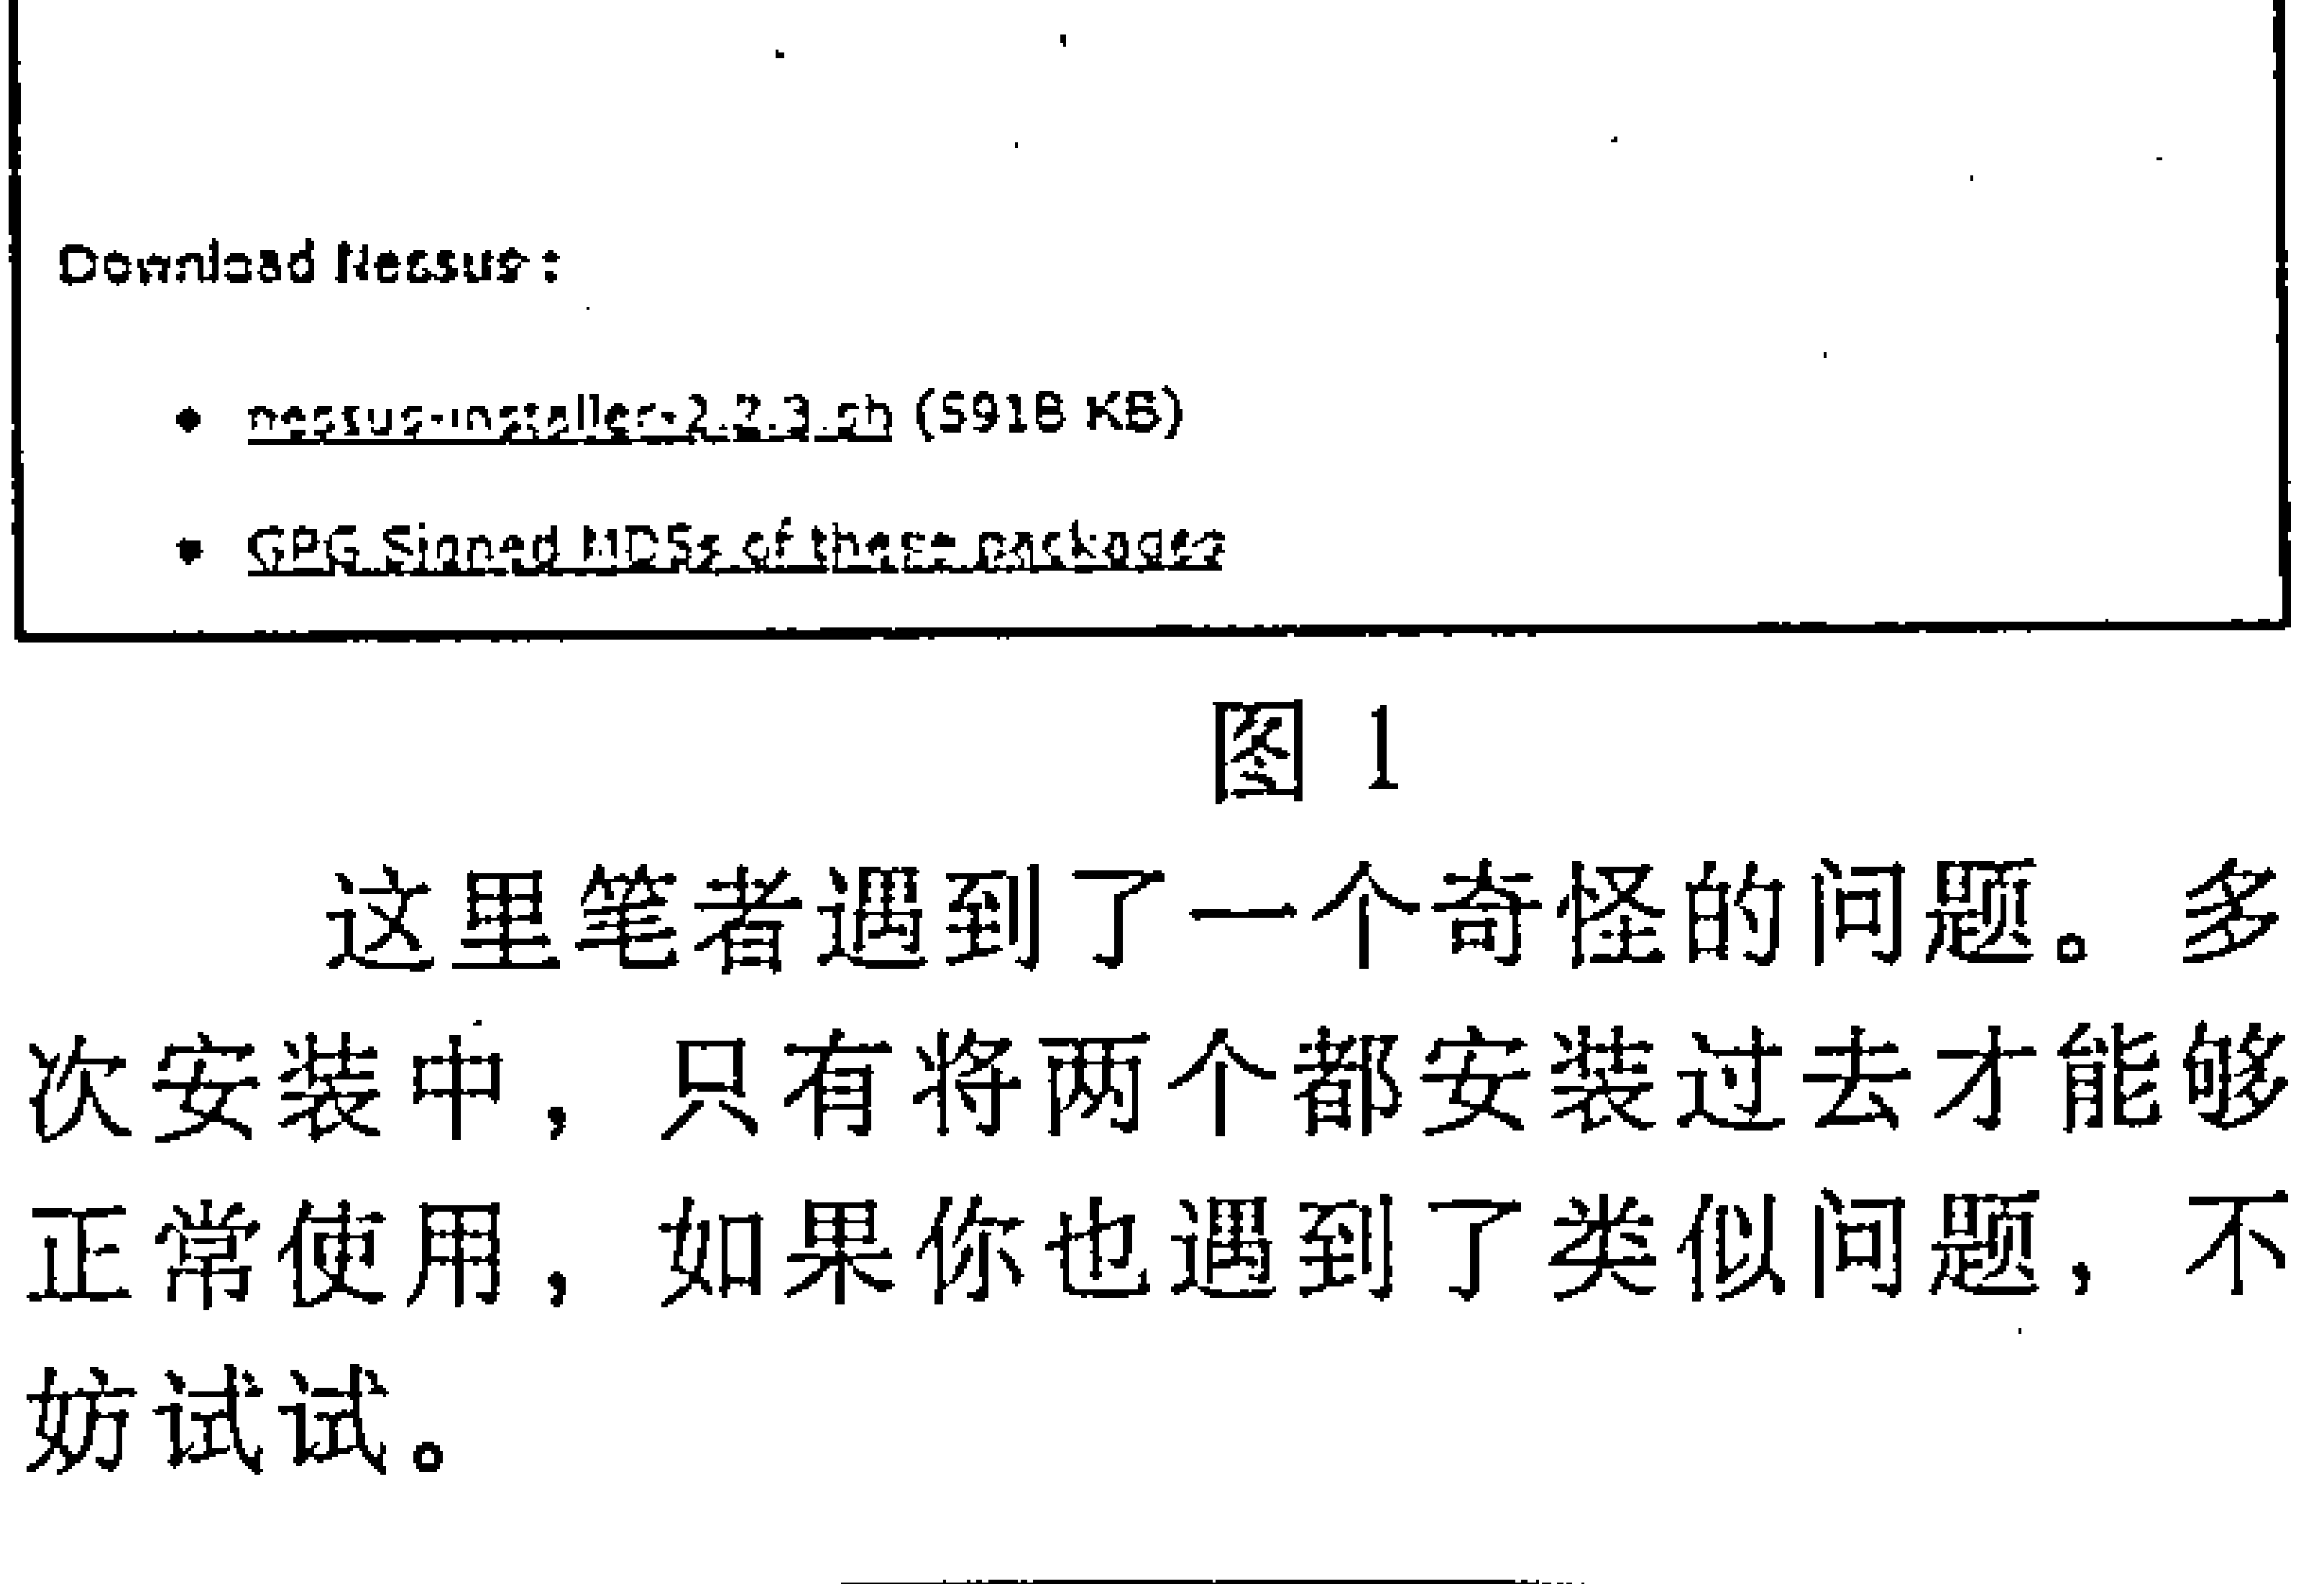 Download Nessus :
nessus-installer-2.2.3.sh (5918 KB)
GPG Signed MD5s of these packages
图 1
这里笔者遇到了一个奇怪的问题。多
次安装中，只有将两个都安装过去才能够
正常使用，如果你也遇到了类似问题，不
妨试试。